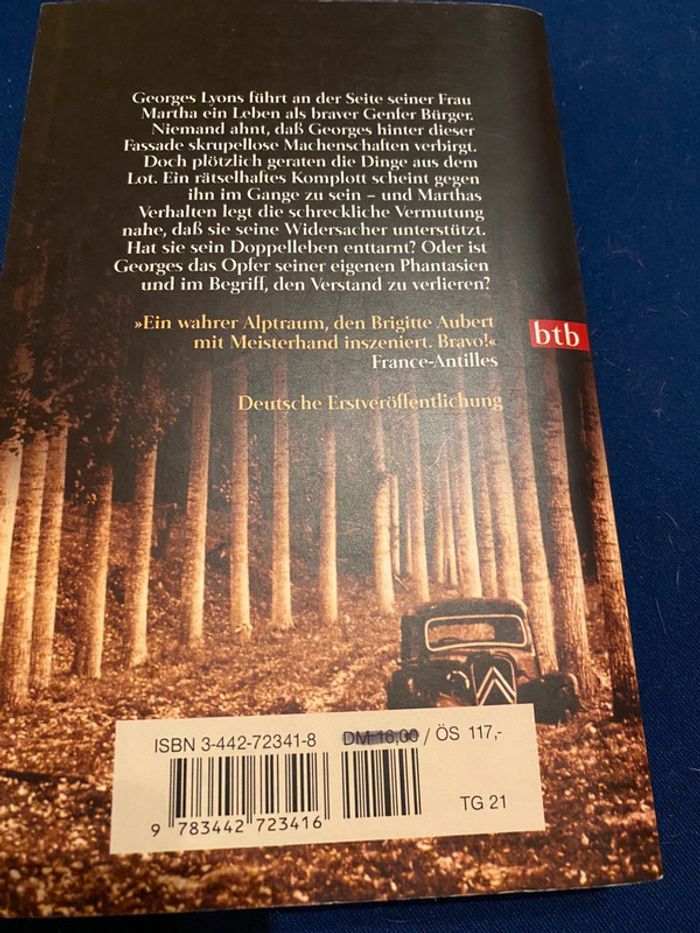 Georges Lyons führt an der Seite seiner Frau
Martha ein Leben als braver Genfer Bürger.
Niemand ahnt, daß Georges hinter dieser
Fassade skrupellose Machenschaften verbirgt.
Doch plötzlich geraten die Dinge aus dem
Lot. Ein rätselhaftes Komplott scheint gegen
ihn im Gange zu sein – und Marthas
Verhalten legt die schreckliche Vermutung
nahe, daß sie seine Widersacher unterstützt.
Hat sie sein Doppelleben enttarnt? Oder ist
Georges das Opfer seiner eigenen Phantasien
und im Begriff, den Verstand zu verlieren?
»Ein wahrer Alptraum, den Brigitte Aubert
mit Meisterhand inszeniert. Bravo!«
France-Antilles
btb
Deutsche Erstveröffentlichung
ISBN 3-442-72341-8 DM 16,00 / ÖS 117,-
TG 21
9 783442 723416